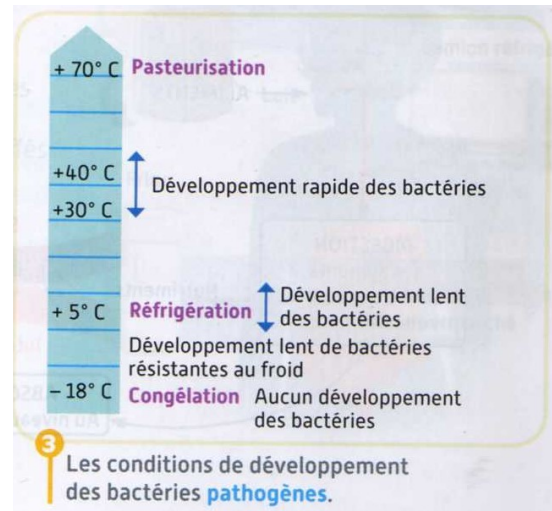 + 70° C Pasteurisation
+40° C
Développement rapide des bactéries
+30° C
Développement lent
+ 5° C Réfrigération des bactéries
Développement lent de bactéries
résistantes au froid
– 18° C Congélation Aucun développement
des bactéries
3
Les conditions de développement
des bactéries pathogènes.